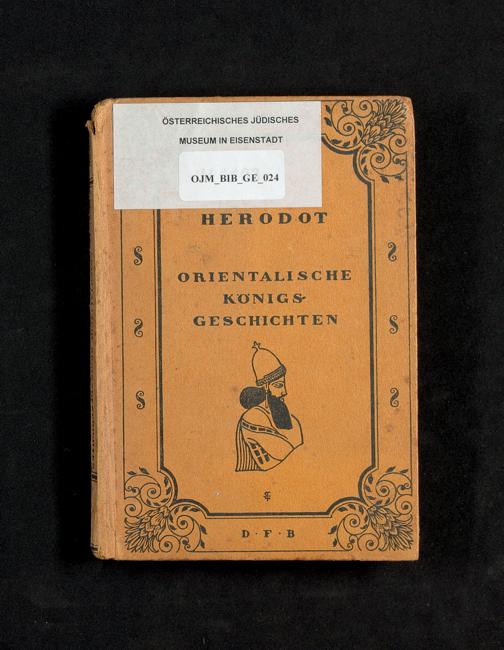 ÖSTERREICHISCHES JÜDISCHES
MUSEUM IN EISENSTADT
OJM_BIB_GE_024
HERODOT
ORIENTALISCHE
KÖNIGS-
GESCHICHTEN
D · F · B